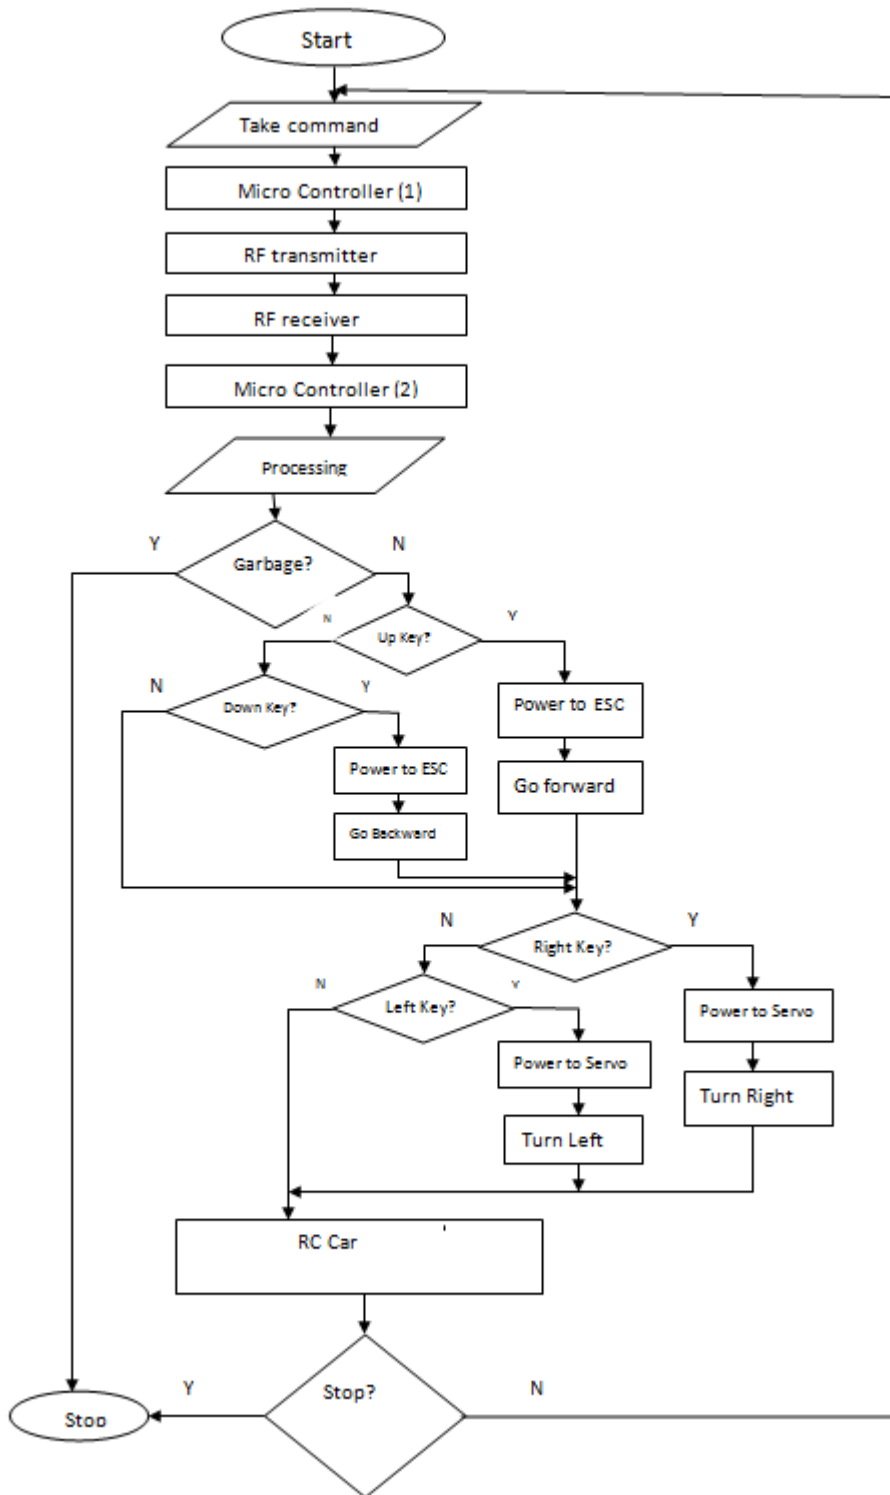 Start
Take command
Micro Controller (1)
RF transmitter
RF receiver
Micro Controller (2)
Processing
Y
Garbage?
N
N
Up Key?
Y
N
Down Key?
Y
Power to ESC
Power to ESC
Go forward
Go Backward
N
Right Key?
Y
N
Left Key?
Y
Power to Servo
Power to Servo
Turn Right
Turn Left
RC Car
Y
Stop?
N
Stop